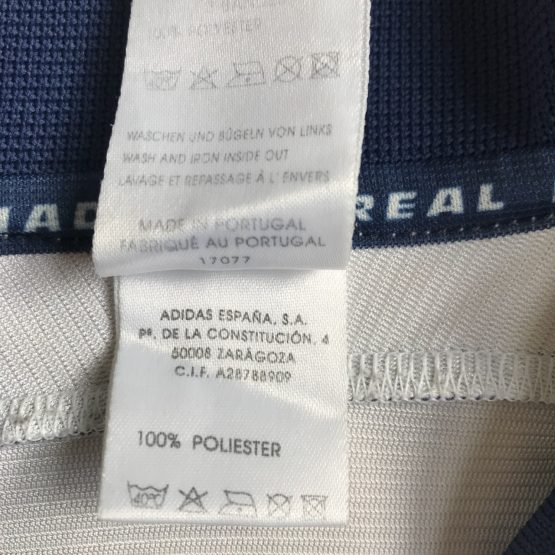 100% POLYESTER
WASCHEN UND BÜGELN VON LINKS
WASH AND IRON INSIDE OUT
LAVAGE ET REPASSAGE À L'ENVERS
REAL
MADE IN PORTUGAL
FABRIQUÉ AU PORTUGAL
17077
ADIDAS ESPAÑA, S.A.
Pº. DE LA CONSTITUCIÓN, 4
50008 ZARAGOZA
C.I.F. A28788909
100% POLIESTER
40°C